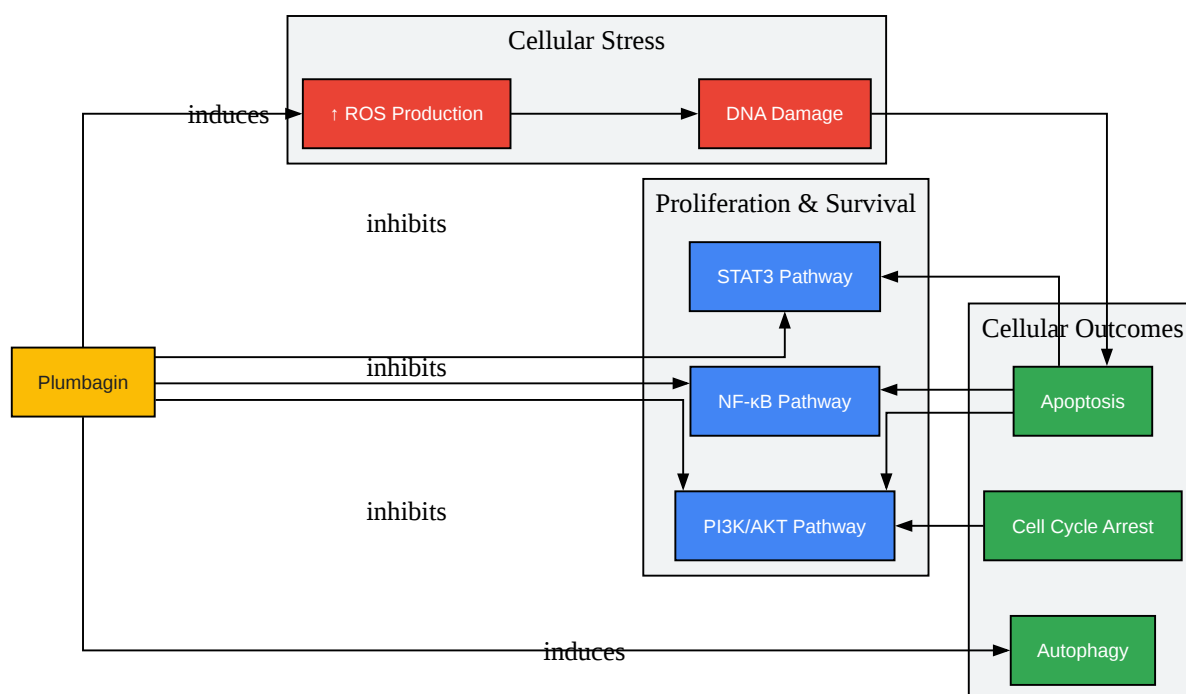 Cellular Stress
induces
↑ ROS Production
DNA Damage
Proliferation & Survival
inhibits
STAT3 Pathway
Cellular Outcomes
inhibits
Plumbagin
NF-κB Pathway
Apoptosis
inhibits
PI3K/AKT Pathway
Cell Cycle Arrest
induces
Autophagy